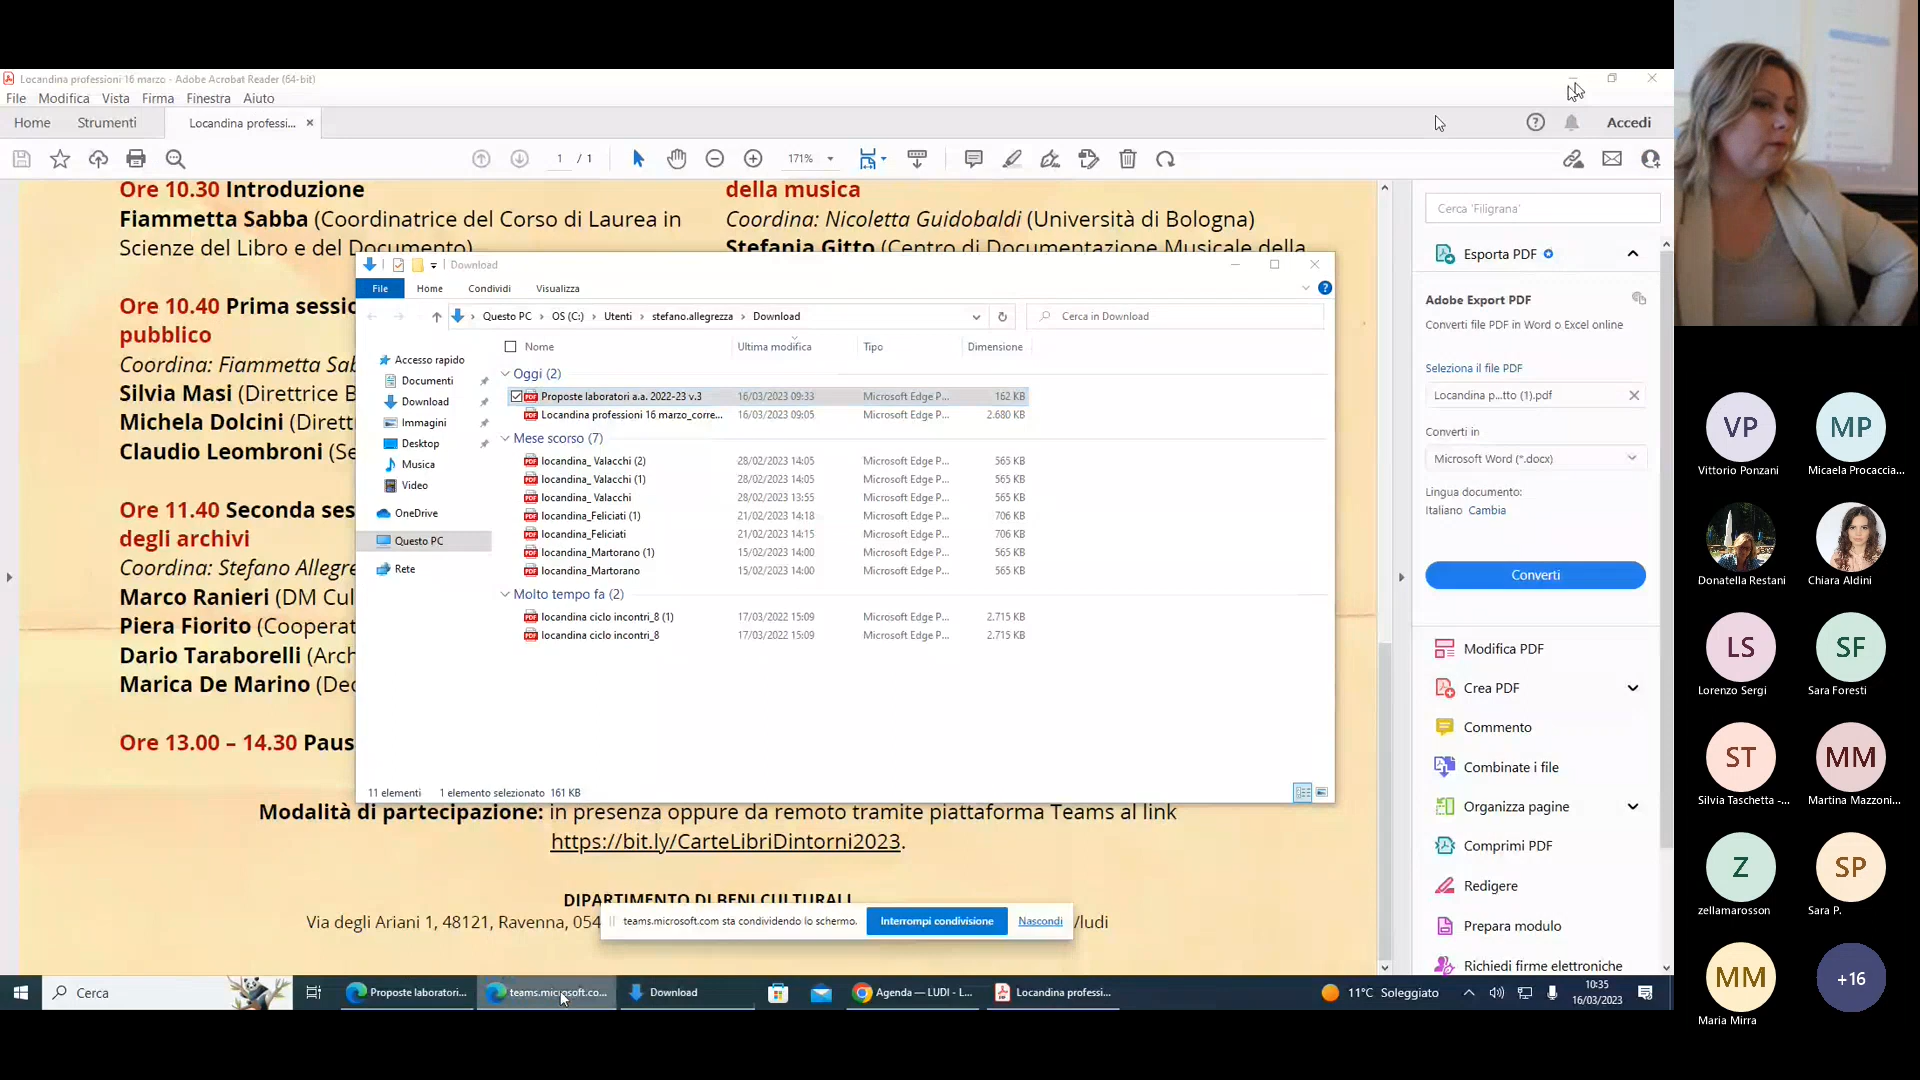 Locandina professioni 16 marzo - Adobe Acrobat Reader (64-bit)
File Modifica Vista Firma Finestra Aiuto
Home Strumenti Locandina professi... × Accedi
1 / 1 171%
Ore 10.30 Introduzione
Fiammetta Sabba (Coordinatrice del Corso di Laurea in
Scienze del Libro e del Documento)
Ore 10.40 Prima sessio
pubblico
Coordina: Fiammetta Sab
Silvia Masi (Direttrice B
Michela Dolcini (Dirett
Claudio Leombroni (Se
Ore 11.40 Seconda ses
degli archivi
Coordina: Stefano Allegre
Marco Ranieri (DM Cul
Piera Fiorito (Cooperat
Dario Taraborelli (Arch
Marica De Marino (Dec
Ore 13.00 – 14.30 Paus
della musica
Coordina: Nicoletta Guidobaldi (Università di Bologna)
Stefania Gitto (Centro di Documentazione Musicale della
Download
File Home Condividi Visualizza
Questo PC OS (C:) Utenti stefano.allegrezza Download
Cerca in Download
Accesso rapido
Documenti
Download
Immagini
Desktop
Musica
Video
OneDrive
Questo PC
Rete
Nome Ultima modifica Tipo Dimensione
Oggi (2)
Proposte laboratori a.a. 2022-23 v.3 16/03/2023 09:33 Microsoft Edge P... 162 KB
Locandina professioni 16 marzo_corre... 16/03/2023 09:05 Microsoft Edge P... 2.680 KB
Mese scorso (7)
locandina_ Valacchi (2) 28/02/2023 14:05 Microsoft Edge P... 565 KB
locandina_ Valacchi (1) 28/02/2023 14:05 Microsoft Edge P... 565 KB
locandina_ Valacchi 28/02/2023 13:55 Microsoft Edge P... 565 KB
locandina_Feliciati (1) 21/02/2023 14:18 Microsoft Edge P... 706 KB
locandina_Feliciati 21/02/2023 14:15 Microsoft Edge P... 706 KB
locandina_Martorano (1) 15/02/2023 14:00 Microsoft Edge P... 565 KB
locandina_Martorano 15/02/2023 14:00 Microsoft Edge P... 565 KB
Molto tempo fa (2)
locandina ciclo incontri_8 (1) 17/03/2022 15:09 Microsoft Edge P... 2.715 KB
locandina ciclo incontri_8 17/03/2022 15:09 Microsoft Edge P... 2.715 KB
11 elementi 1 elemento selezionato 161 KB
Modalità di partecipazione: in presenza oppure da remoto tramite piattaforma Teams al link
https://bit.ly/CarteLibriDintorni2023.
DIPARTIMENTO DI BENI CULTURALI
Via degli Ariani 1, 48121, Ravenna, 054
/ludi
teams.microsoft.com sta condividendo lo schermo. Interrompi condivisione Nascondi
Cerca 'Filigrana'
Esporta PDF
Adobe Export PDF
Converti file PDF in Word o Excel online
Seleziona il file PDF
Locandina p...tto (1).pdf
Converti in
Microsoft Word (*.docx)
Lingua documento:
Italiano Cambia
Converti
Modifica PDF
Crea PDF
Commento
Combinate i file
Organizza pagine
Comprimi PDF
Redigere
Prepara modulo
Richiedi firme elettroniche
Cerca
Proposte laboratori...
teams.microsoft.co...
Download
Agenda — LUDI - L...
Locandina professi...
11°C Soleggiato
10:35
16/03/2023
VP MP
Vittorio Ponzani Micaela Procaccia...
Donatella Restani Chiara Aldini
LS SF
Lorenzo Sergi Sara Foresti
ST MM
Silvia Taschetta -... Martina Mazzoni...
Z SP
zellamarosson Sara P.
MM +16
Maria Mirra